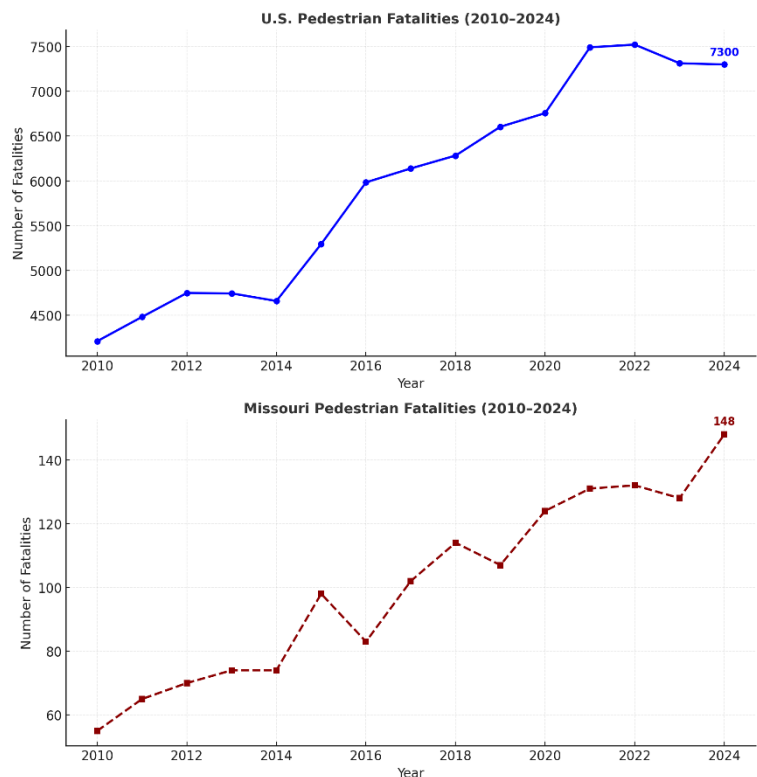 U.S. Pedestrian Fatalities (2010–2024)
7500
7300
7000
6500
6000
5500
5000
4500
Number of Fatalities
2010 2012 2014 2016 2018 2020 2022 2024
Year
Missouri Pedestrian Fatalities (2010–2024)
148
140
120
100
80
60
Number of Fatalities
2010 2012 2014 2016 2018 2020 2022 2024
Year